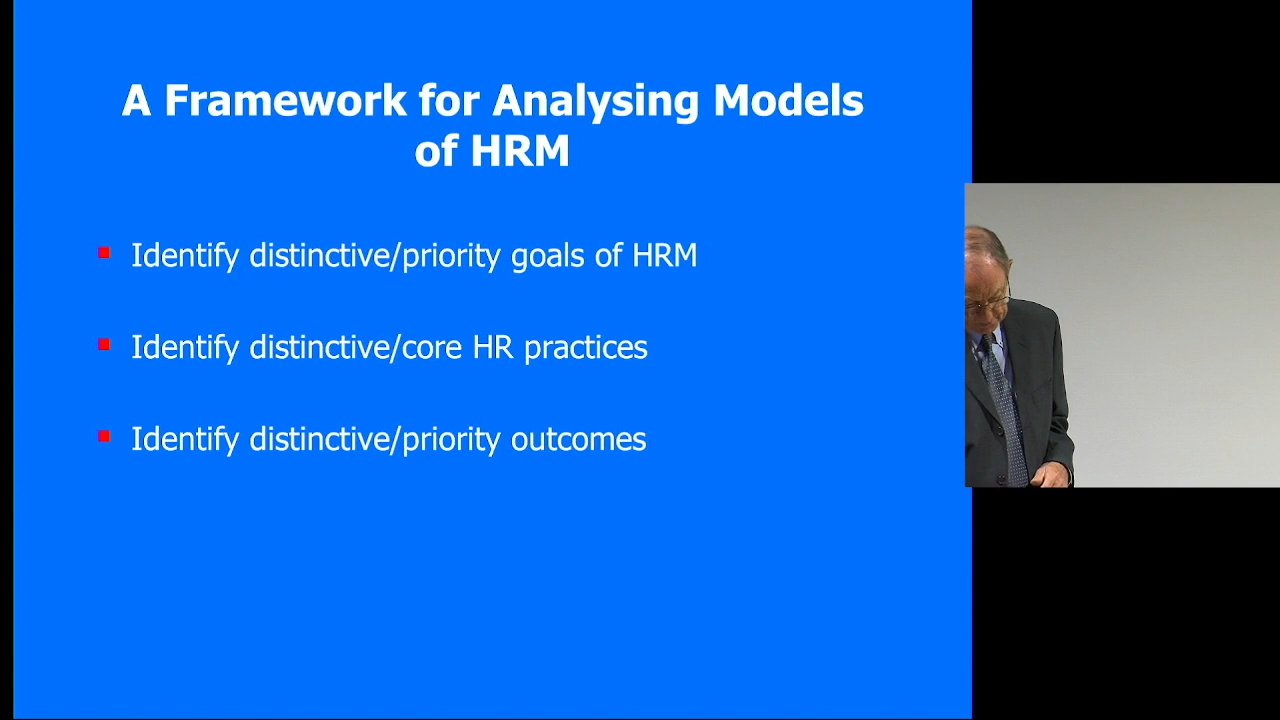 A Framework for Analysing Models
of HRM
Identify distinctive/priority goals of HRM
Identify distinctive/core HR practices
Identify distinctive/priority outcomes